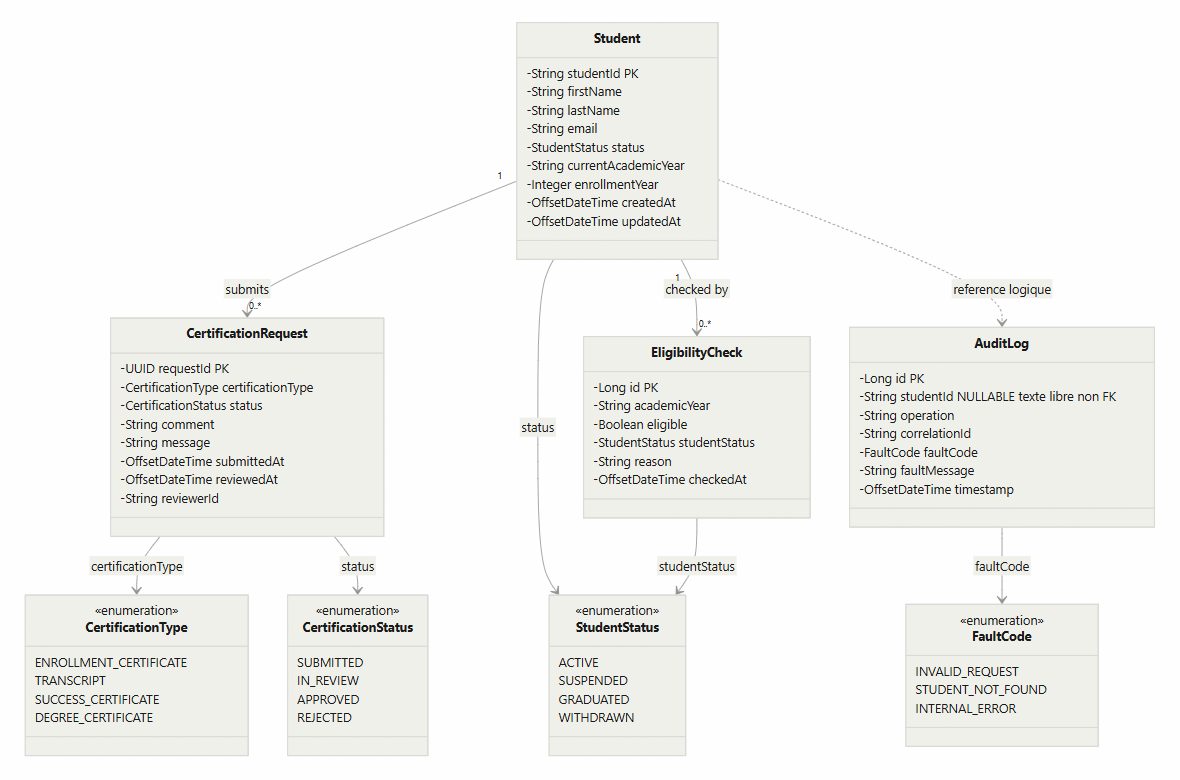 Student
-String studentId PK
-String firstName
-String lastName
-String email
-StudentStatus status
-String currentAcademicYear
-Integer enrollmentYear
-OffsetDateTime createdAt
-OffsetDateTime updatedAt
1
1
submits
checked by
reference logique
0..*
0..*
CertificationRequest
-UUID requestId PK
-CertificationType certificationType
-CertificationStatus status
-String comment
-String message
-OffsetDateTime submittedAt
-OffsetDateTime reviewedAt
-String reviewerId
status
EligibilityCheck
-Long id PK
-String academicYear
-Boolean eligible
-StudentStatus studentStatus
-String reason
-OffsetDateTime checkedAt
AuditLog
-Long id PK
-String studentId NULLABLE texte libre non FK
-String operation
-String correlationId
-FaultCode faultCode
-String faultMessage
-OffsetDateTime timestamp
certificationType
status
studentStatus
faultCode
«enumeration»
CertificationType
ENROLLMENT_CERTIFICATE
TRANSCRIPT
SUCCESS_CERTIFICATE
DEGREE_CERTIFICATE
«enumeration»
CertificationStatus
SUBMITTED
IN_REVIEW
APPROVED
REJECTED
«enumeration»
StudentStatus
ACTIVE
SUSPENDED
GRADUATED
WITHDRAWN
«enumeration»
FaultCode
INVALID_REQUEST
STUDENT_NOT_FOUND
INTERNAL_ERROR